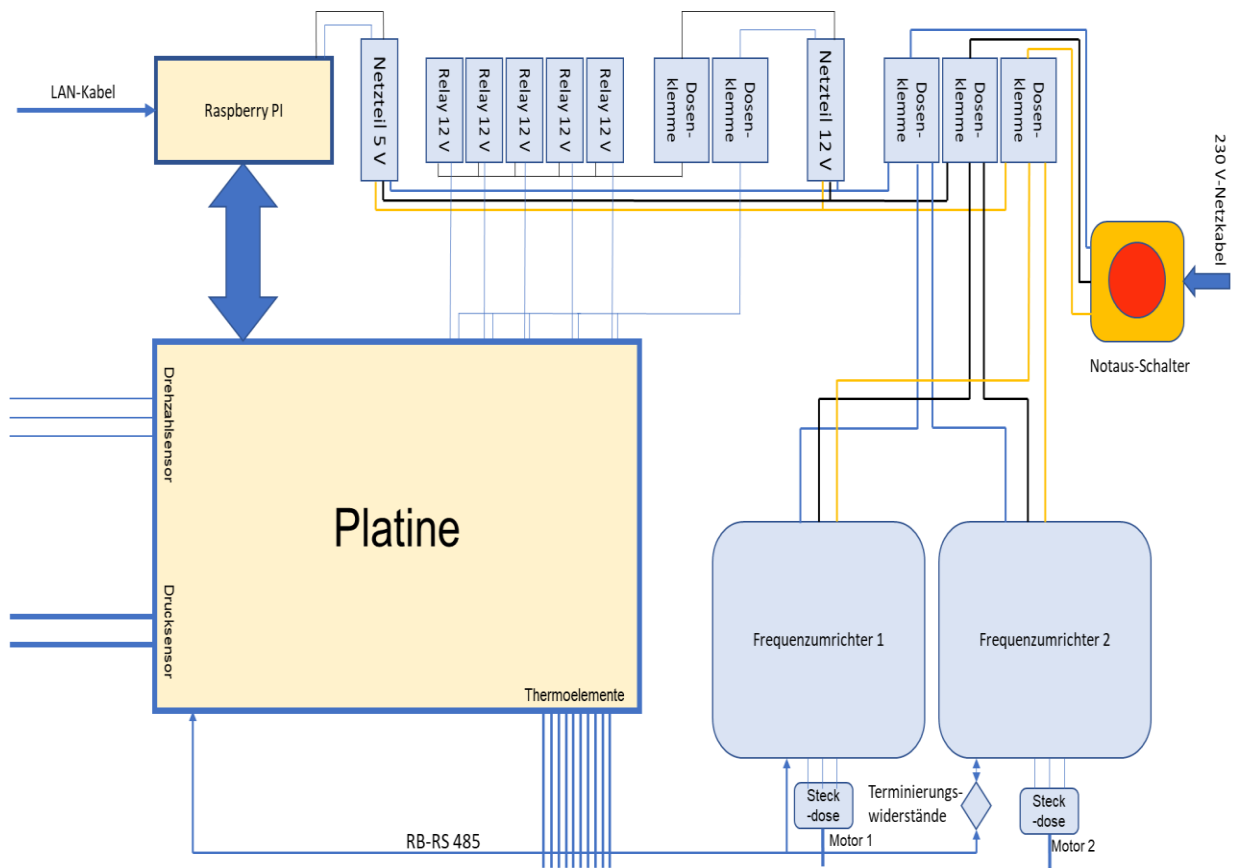 LAN-Kabel
Raspberry PI
Netzteil 5 V
Relay 12 V
Relay 12 V
Relay 12 V
Relay 12 V
Relay 12 V
Dosen-
klemme
Dosen-
klemme
Netzteil 12 V
Dosen-
klemme
Dosen-
klemme
Dosen-
klemme
230 V-Netzkabel
Notaus-Schalter
Drehzahlsensor
Platine
Drucksensor
Thermoelemente
Frequenzumrichter 1
Frequenzumrichter 2
Steck
-dose
Motor 1
Terminierungs-
widerstände
Steck
-dose
Motor 2
RB-RS 485